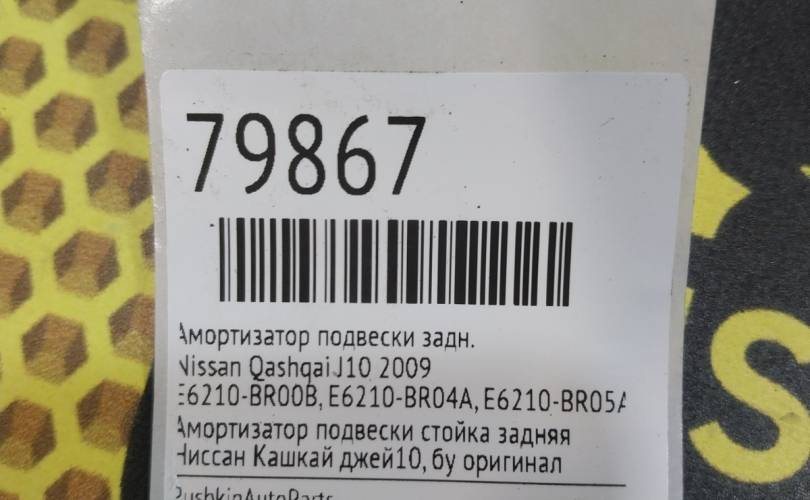 79867
Амортизатор подвески задн.
Nissan Qashqai J10 2009
E6210-BR00B, E6210-BR04A, E6210-BR05A
Амортизатор подвески стойка задняя
Ниссан Кашкай джей10, бу оригинал
PushkinAutoParts